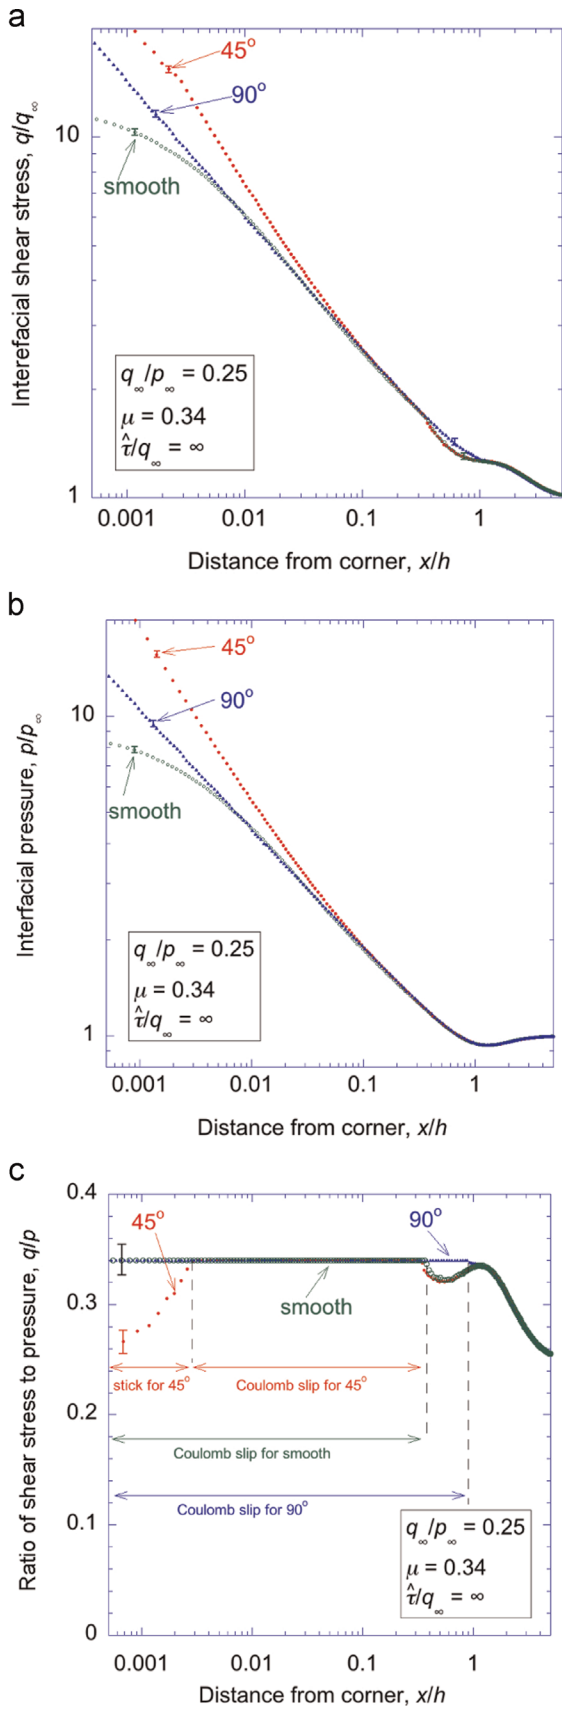 a
45°
90°
10
smooth
Interefacial shear stress, q/q∞
q∞/p∞ = 0.25
μ = 0.34
τ̂/q∞ = ∞
1
0.001
0.01
0.1
1
Distance from corner, x/h
b
45°
90°
10
smooth
Interfacial pressure, p/p∞
q∞/p∞ = 0.25
μ = 0.34
τ̂/q∞ = ∞
1
0.001
0.01
0.1
1
Distance from corner, x/h
c
0.4
45°
90°
0.3
smooth
stick for 45°
Coulomb slip for 45°
0.2
Coulomb slip for smooth
Coulomb slip for 90°
Ratio of shear stress to pressure, q/p
0.1
q∞/p∞ = 0.25
μ = 0.34
τ̂/q∞ = ∞
0
0.001
0.01
0.1
1
Distance from corner, x/h